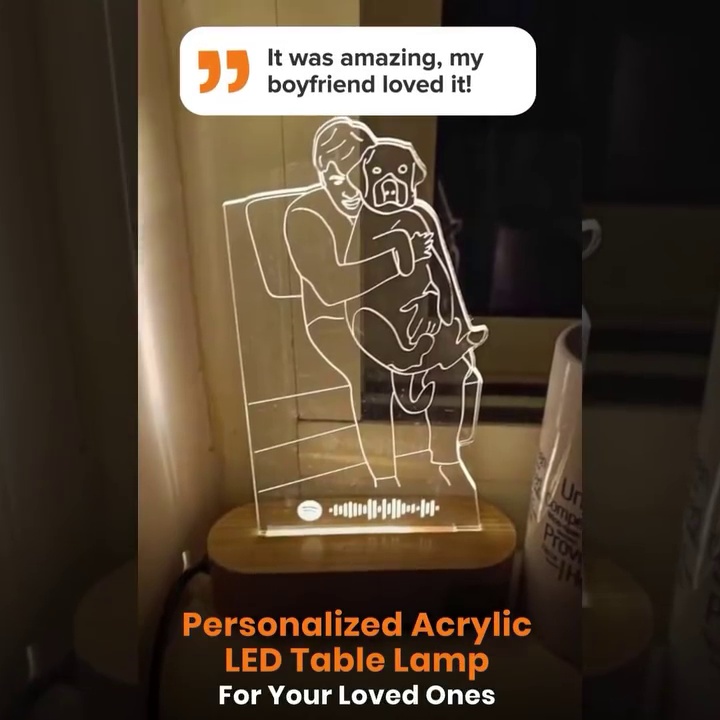 It was amazing, my
boyfriend loved it!
Personalized Acrylic
LED Table Lamp
For Your Loved Ones